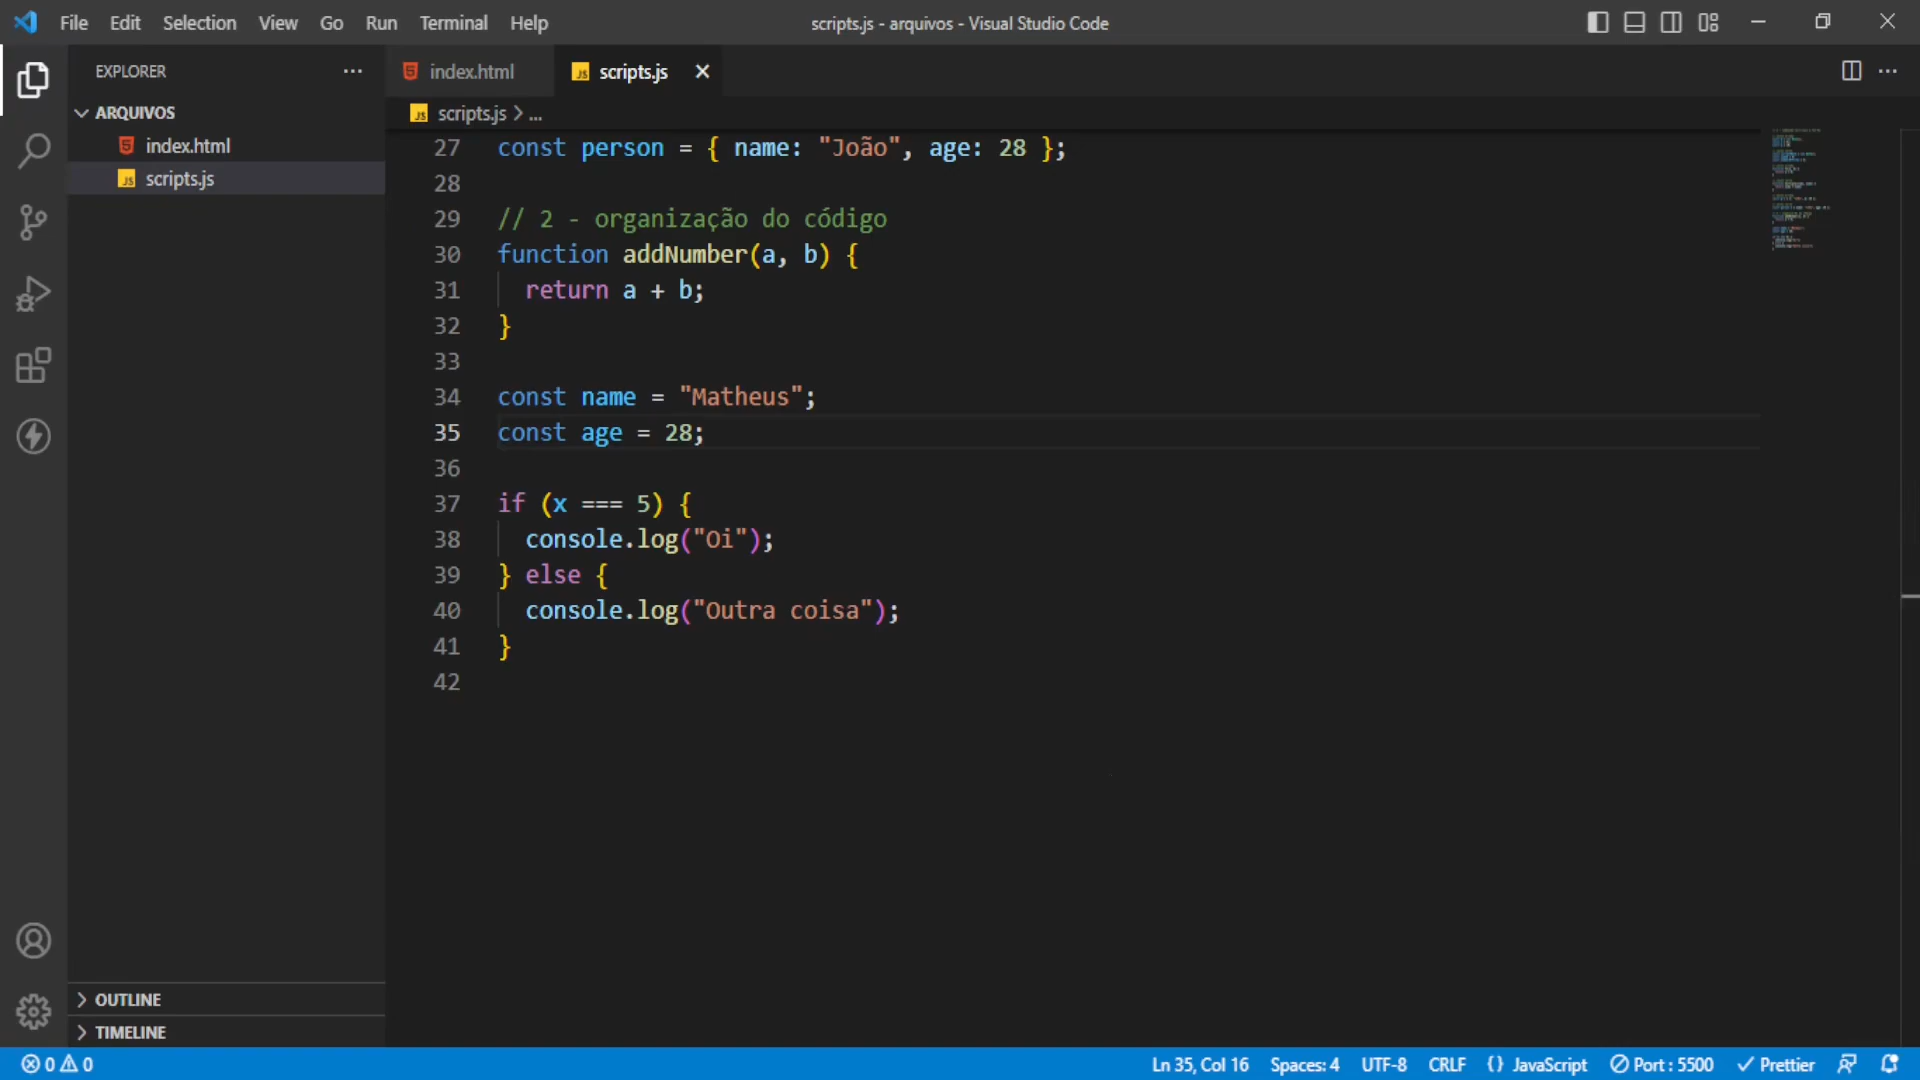 File Edit Selection View Go Run Terminal Help
scripts.js - arquivos - Visual Studio Code
EXPLORER
ARQUIVOS
index.html
scripts.js
index.html
scripts.js
scripts.js > ...
27 const person = { name: "João", age: 28 };
28
29 // 2 - organização do código
30 function addNumber(a, b) {
31 return a + b;
32 }
33
34 const name = "Matheus";
35 const age = 28;
36
37 if (x === 5) {
38 console.log("Oi");
39 } else {
40 console.log("Outra coisa");
41 }
42
OUTLINE
TIMELINE
0 0
Ln 35, Col 16 Spaces: 4 UTF-8 CRLF {} JavaScript Port : 5500 Prettier